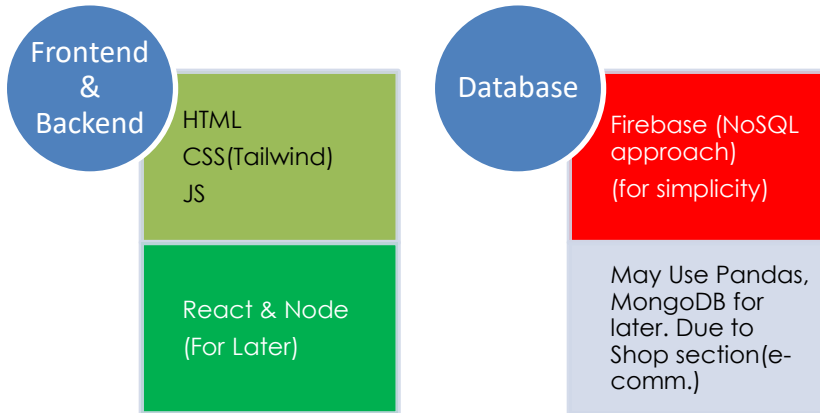 Frontend
&
Backend
HTML
CSS(Tailwind)
JS
React & Node
(For Later)
Database
Firebase (NoSQL
approach)
(for simplicity)
May Use Pandas,
MongoDB for
later. Due to
Shop section(e-
comm.)